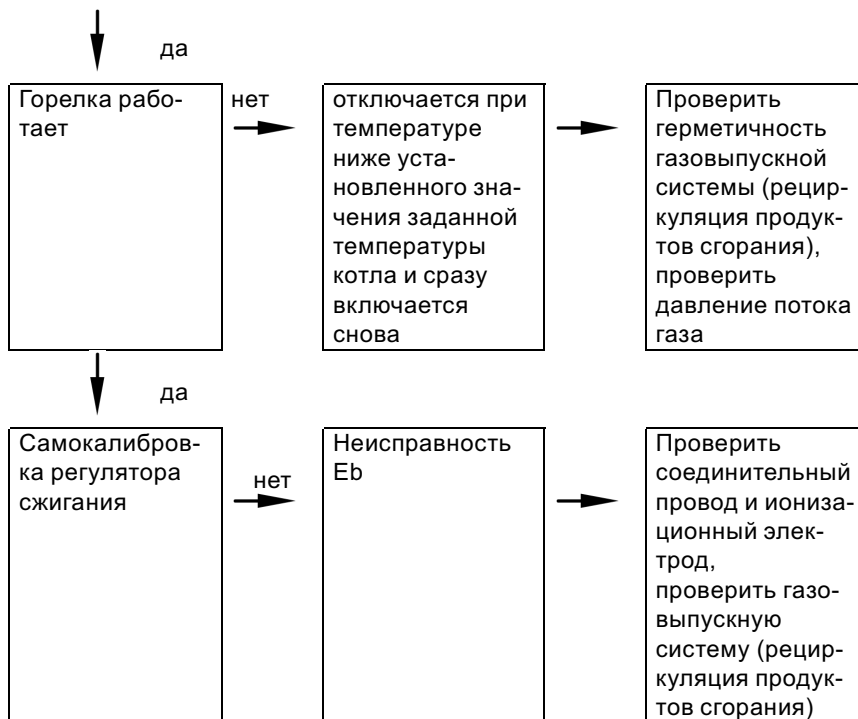 да
Горелка рабо-
тает
нет
отключается при
температуре
ниже уста-
новленного зна-
чения заданной
температуры
котла и сразу
включается
снова
Проверить
герметичность
газовыпускной
системы (рецир-
куляция продук-
тов сгорания),
проверить
давление потока
газа
да
Самокалибров-
ка регулятора
сжигания
нет
Неисправность
Eb
Проверить
соединительный
провод и иониза-
ционный элек-
трод,
проверить газо-
выпускную
систему (рецир-
куляция продук-
тов сгорания)